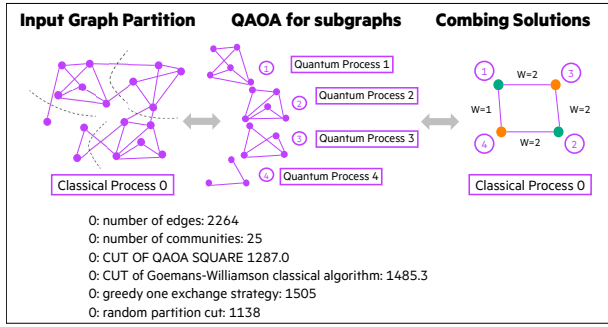 Input Graph Partition
QAOA for subgraphs
Combing Solutions
1
Quantum Process 1
2
Quantum Process 2
3
Quantum Process 3
4
Quantum Process 4
1
W=2
3
W=1
W=2
4
W=2
2
Classical Process 0
Classical Process 0
0: number of edges: 2264
0: number of communities: 25
0: CUT OF QAOA SQUARE 1287.0
0: CUT of Goemans-Williamson classical algorithm: 1485.3
0: greedy one exchange strategy: 1505
0: random partition cut: 1138